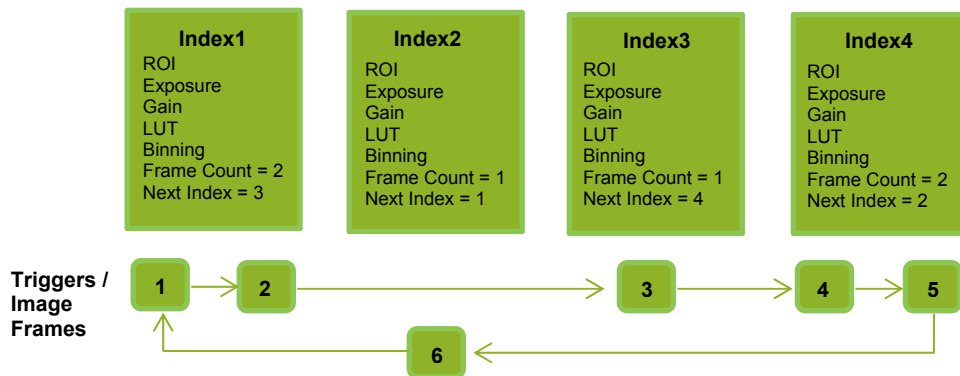 Index1
ROI
Exposure
Gain
LUT
Binning
Frame Count = 2
Next Index = 3
Index2
ROI
Exposure
Gain
LUT
Binning
Frame Count = 1
Next Index = 1
Index3
ROI
Exposure
Gain
LUT
Binning
Frame Count = 1
Next Index = 4
Index4
ROI
Exposure
Gain
LUT
Binning
Frame Count = 2
Next Index = 2
Triggers /
Image
Frames
1
2
3
4
5
6